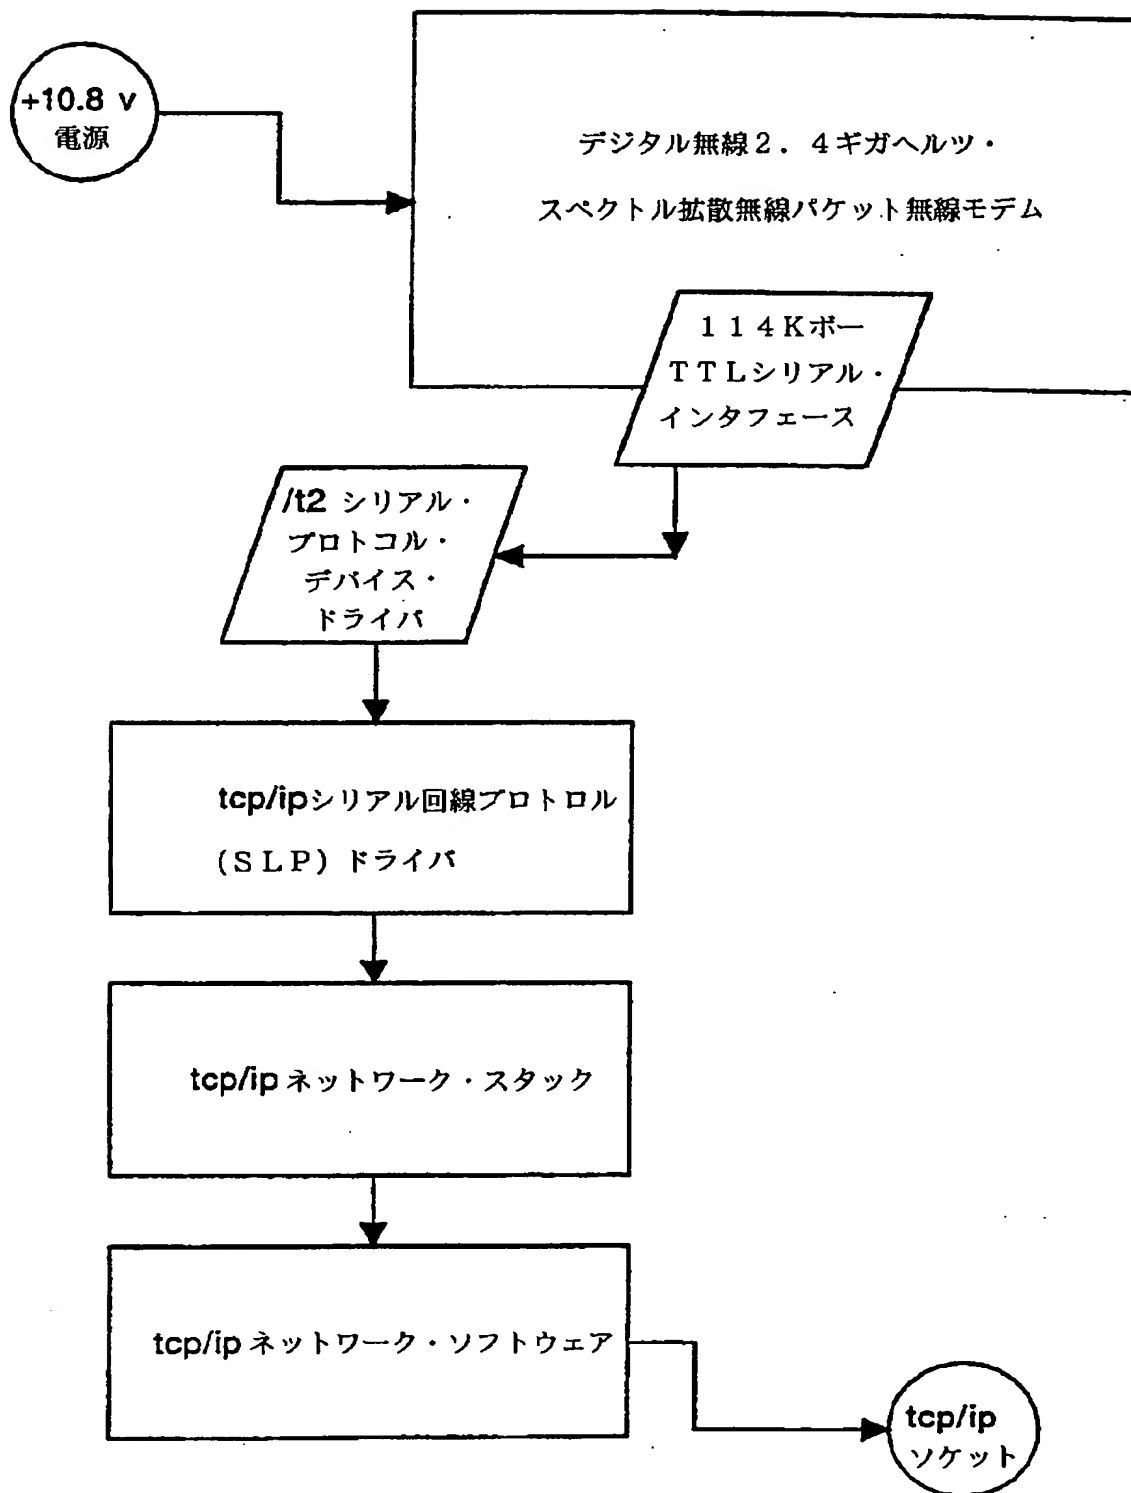 +10.8 v
電源
デジタル無線２．４ギガヘルツ・
スペクトル拡散無線パケット無線モデム
１１４Ｋボー
ＴＴＬシリアル・
インタフェース
/t2 シリアル・
プロトコル・
デバイス・
ドライバ
tcp/ipシリアル回線プロトロル
(ＳＬＰ) ドライバ
tcp/ip ネットワーク・スタック
tcp/ip ネットワーク・ソフトウェア
tcp/ip
ソケット